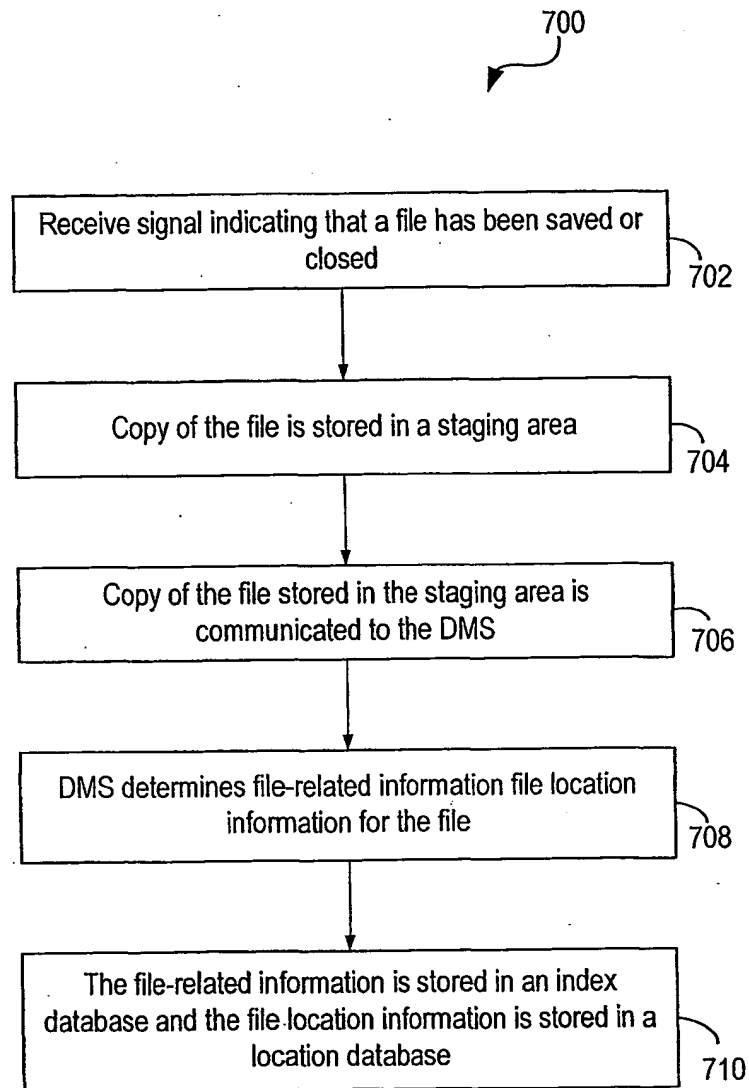 700
Receive signal indicating that a file has been saved or
closed
702
Copy of the file is stored in a staging area
704
Copy of the file stored in the staging area is
communicated to the DMS
706
DMS determines file-related information file location
information for the file
708
The file-related information is stored in an index
database and the file location information is stored in a
location database
710